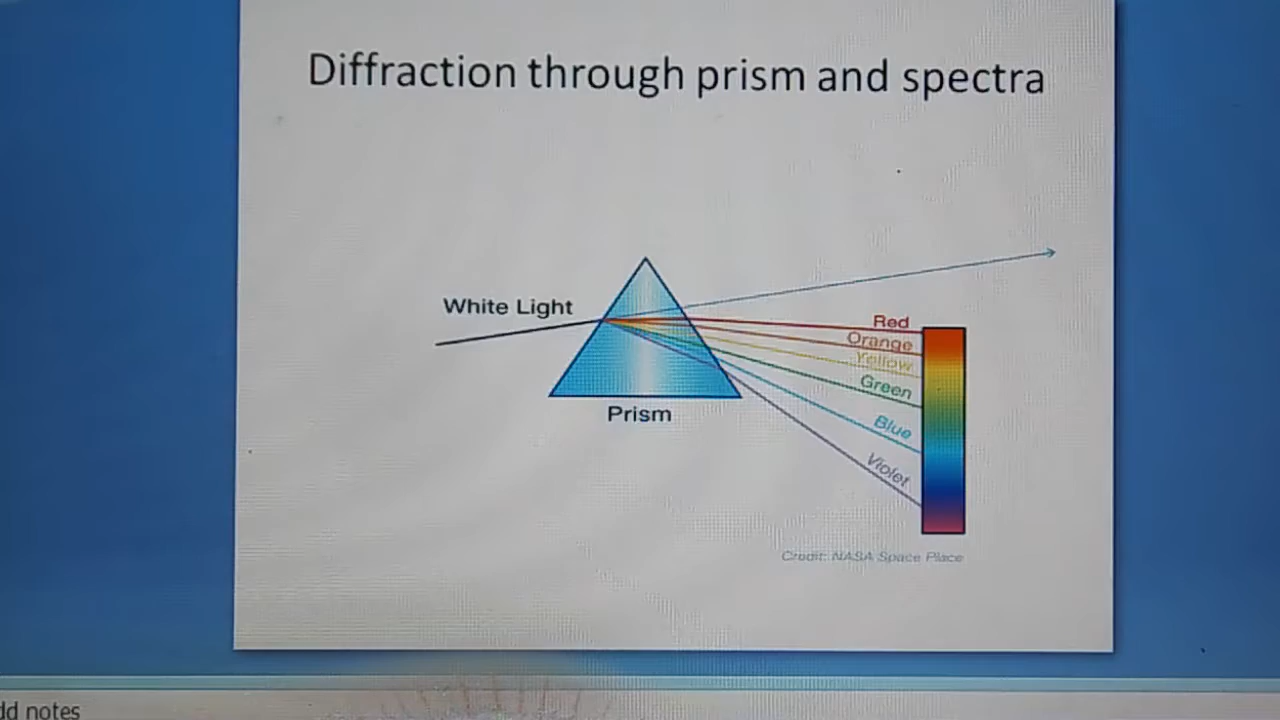 Diffraction through prism and spectra
White Light
Prism
Red
Orange
Yellow
Green
Blue
Violet
Credit: NASA Space Place
dd notes